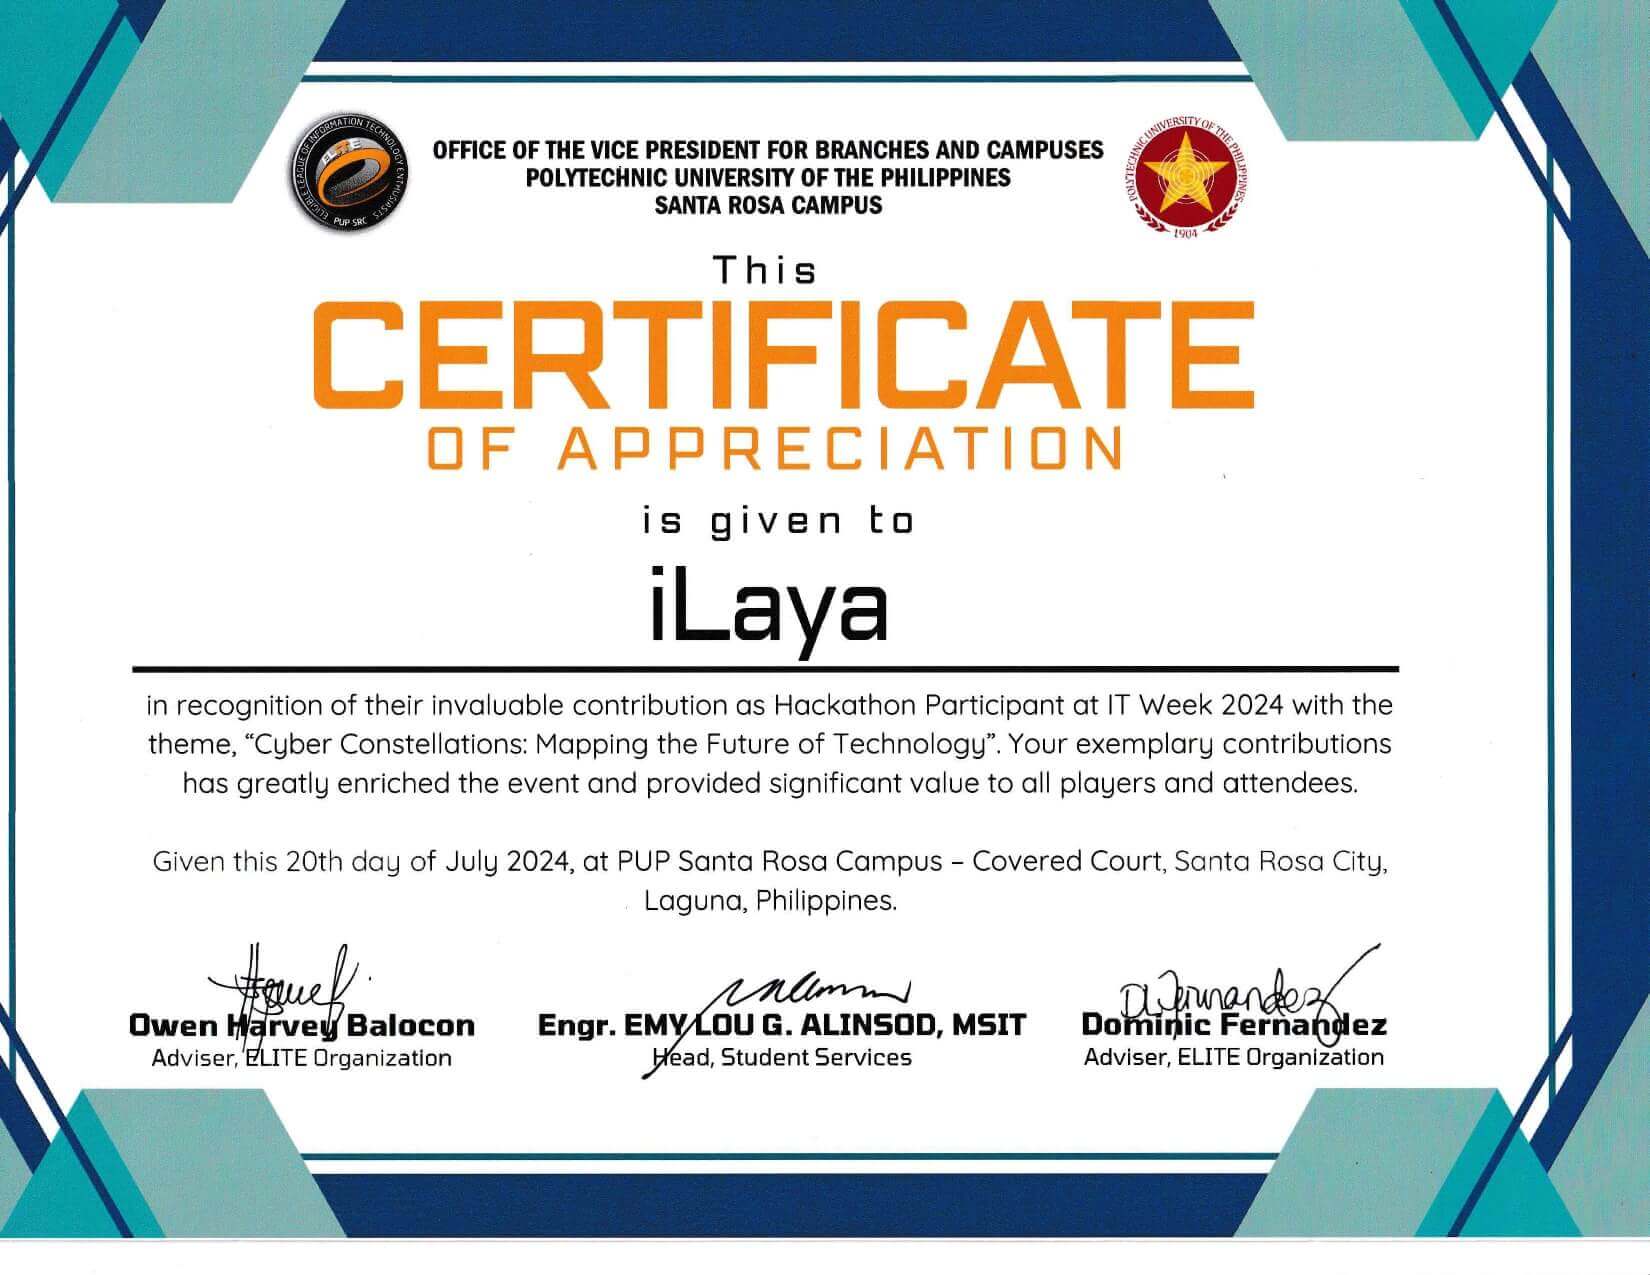 ELIGIBLE LEAGUE OF INFORMATION TECHNOLOGY ENTHUSIASTS
ELITE
PUP SRC
OFFICE OF THE VICE PRESIDENT FOR BRANCHES AND CAMPUSES
POLYTECHNIC UNIVERSITY OF THE PHILIPPINES
SANTA ROSA CAMPUS
POLYTECHNIC UNIVERSITY OF THE PHILIPPINES
1904
This
CERTIFICATE
OF APPRECIATION
is given to
iLaya
in recognition of their invaluable contribution as Hackathon Participant at IT Week 2024 with the
theme, “Cyber Constellations: Mapping the Future of Technology”. Your exemplary contributions
has greatly enriched the event and provided significant value to all players and attendees.
Given this 20th day of July 2024, at PUP Santa Rosa Campus – Covered Court, Santa Rosa City,
Laguna, Philippines.
Owen Harvey Balocon
Adviser, ELITE Organization
Engr. EMY LOU G. ALINSOD, MSIT
Head, Student Services
DLFernandez
Dominic Fernandez
Adviser, ELITE Organization